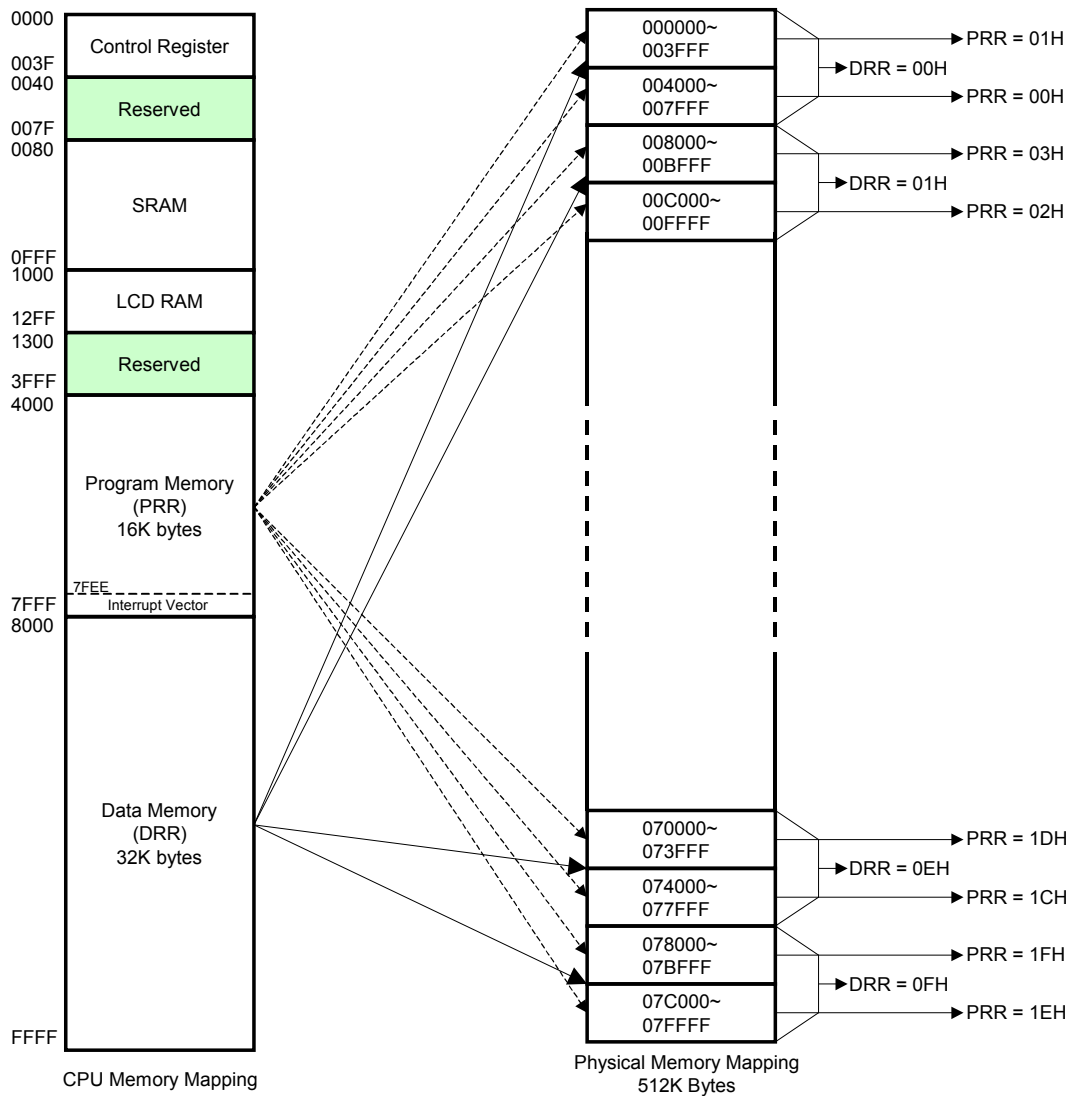 0000
Control Register
003F
0040
Reserved
007F
0080
SRAM
0FFF
1000
LCD RAM
12FF
1300
Reserved
3FFF
4000
Program Memory
(PRR)
16K bytes
7FEE
Interrupt Vector
7FFF
8000
Data Memory
(DRR)
32K bytes
FFFF
CPU Memory Mapping
000000~
003FFF
004000~
007FFF
008000~
00BFFF
00C000~
00FFFF
070000~
073FFF
074000~
077FFF
078000~
07BFFF
07C000~
07FFFF
Physical Memory Mapping
512K Bytes
PRR = 01H
DRR = 00H
PRR = 00H
PRR = 03H
DRR = 01H
PRR = 02H
PRR = 1DH
DRR = 0EH
PRR = 1CH
PRR = 1FH
DRR = 0FH
PRR = 1EH